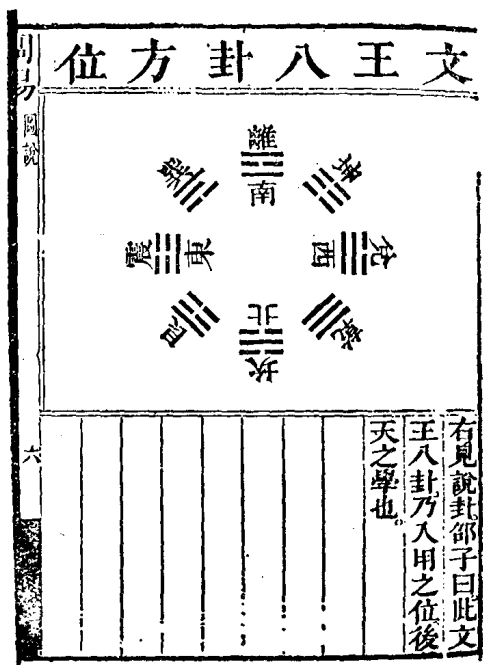 文王八卦方位
離
南
坤
兌
西
乾
坎
北
艮
震
東
巽
右見說卦。邵子曰。此文
王八卦。乃入用之位。後
天之學也。
周易
圖說
六